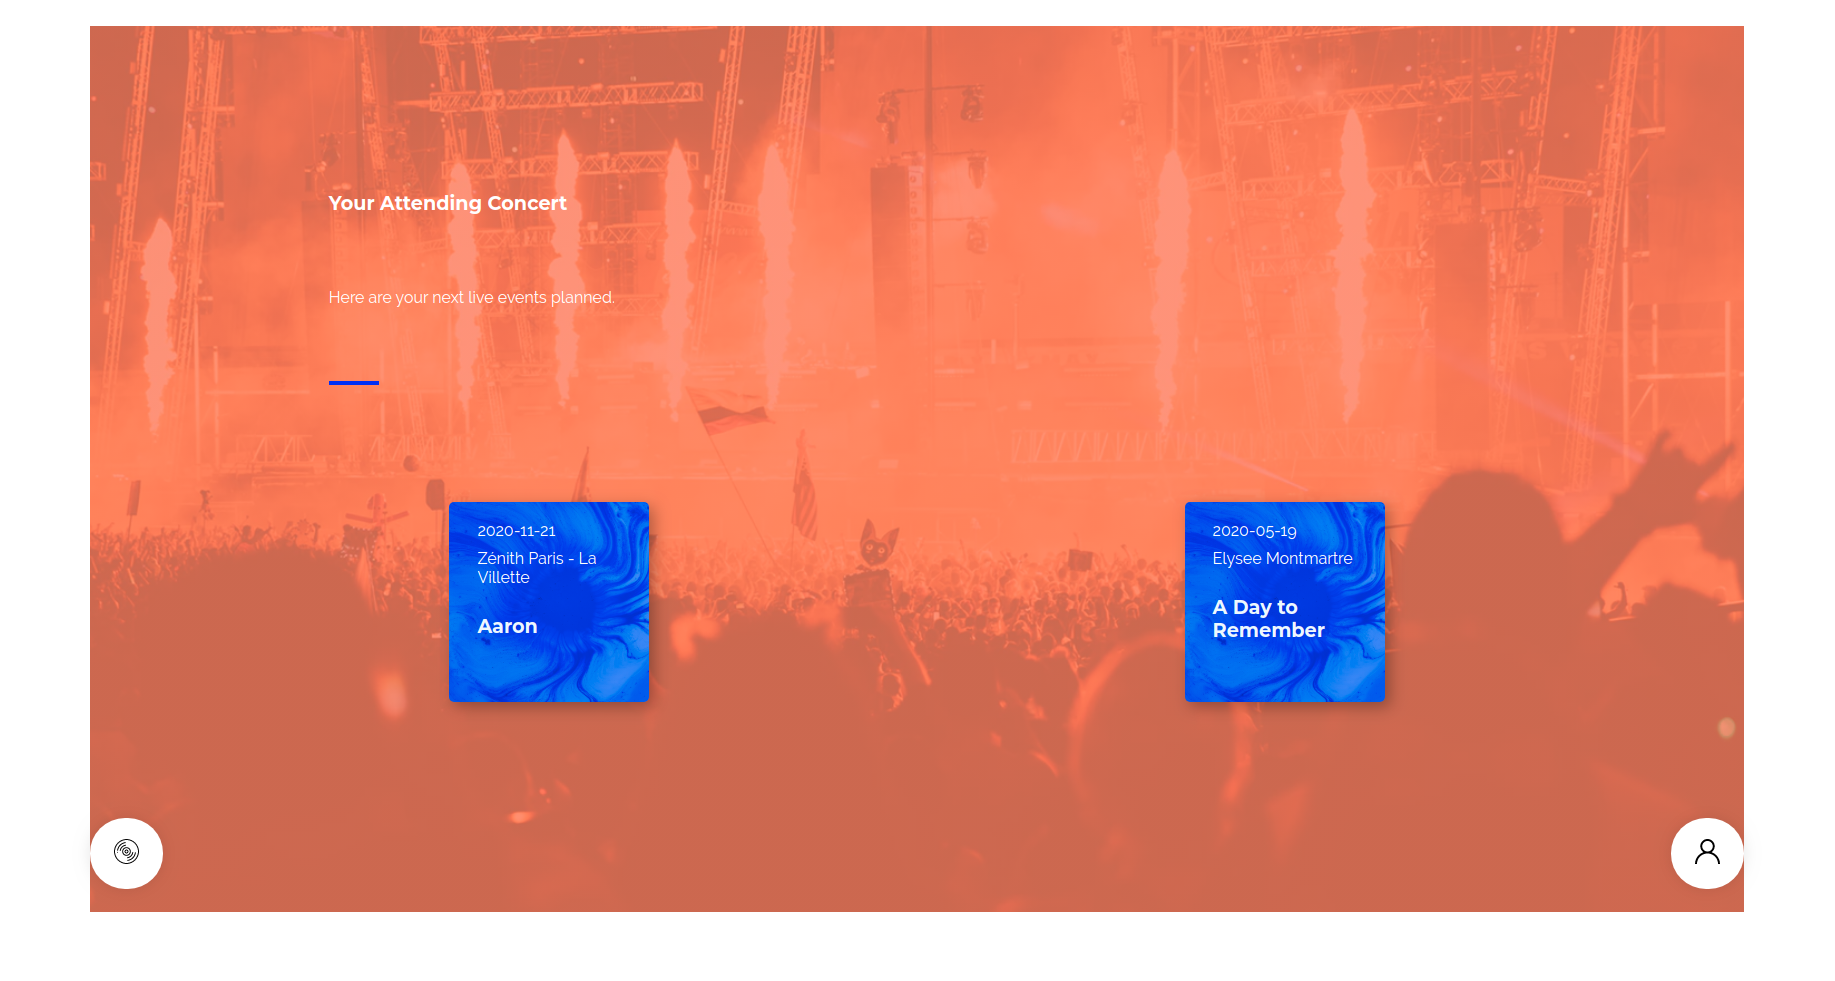 Your Attending Concert
Here are your next live events planned.
2020-11-21
Zénith Paris - La
Villette
Aaron
2020-05-19
Elysee Montmartre
A Day to
Remember